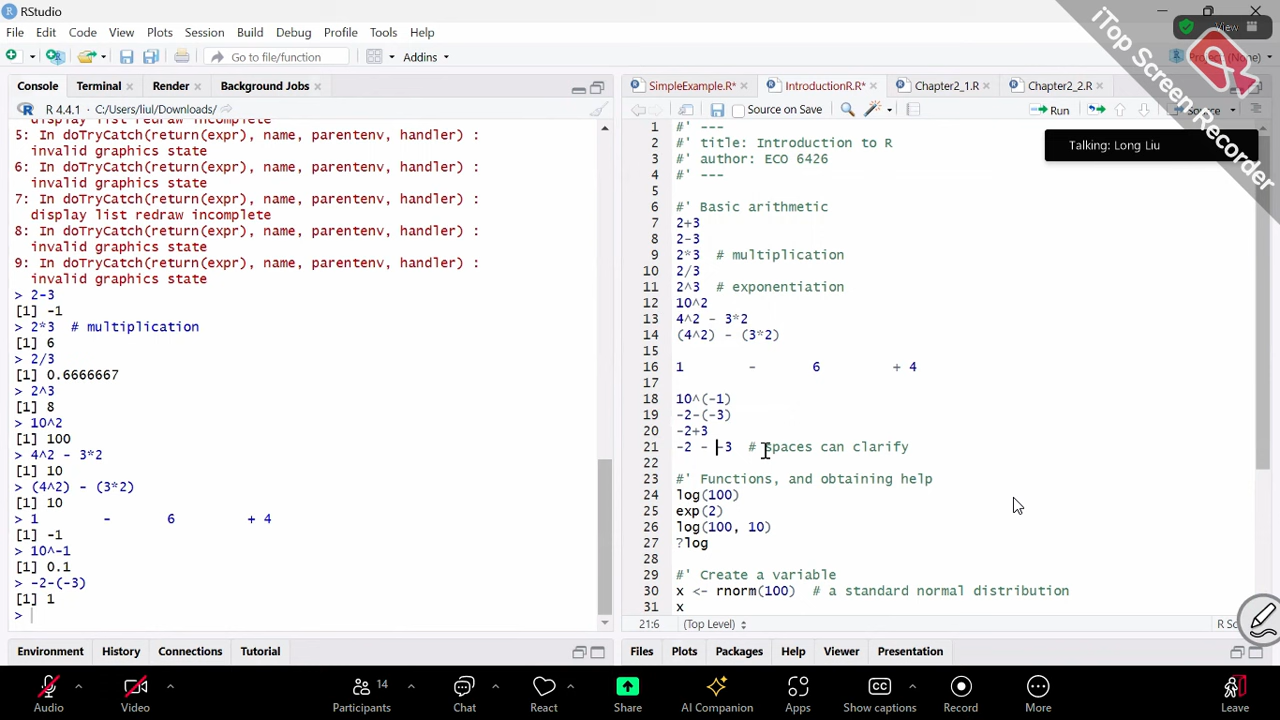 RStudio
View
File Edit Code View Plots Session Build Debug Profile Tools Help
Go to file/function
Addins
Project: (None)
iTop Screen Recorder
Console Terminal Render Background Jobs
R 4.4.1 · C:/Users/liul/Downloads/
display list redraw incomplete
5: In doTryCatch(return(expr), name, parentenv, handler) :
invalid graphics state
6: In doTryCatch(return(expr), name, parentenv, handler) :
invalid graphics state
7: In doTryCatch(return(expr), name, parentenv, handler) :
display list redraw incomplete
8: In doTryCatch(return(expr), name, parentenv, handler) :
invalid graphics state
9: In doTryCatch(return(expr), name, parentenv, handler) :
invalid graphics state
> 2-3
[1] -1
> 2*3  # multiplication
[1] 6
> 2/3
[1] 0.6666667
> 2^3
[1] 8
> 10^2
[1] 100
> 4^2 - 3*2
[1] 10
> (4^2) - (3*2)
[1] 10
> 1        -       6         + 4
[1] -1
> 10^-1
[1] 0.1
> -2-(-3)
[1] 1
>
Environment History Connections Tutorial
SimpleExample.R* IntroductionR.R* Chapter2_1.R Chapter2_2.R
Source on Save Run Source
Talking: Long Liu
1 #' ---
2 #' title: Introduction to R
3 #' author: ECO 6426
4 #' ---
5
6 #' Basic arithmetic
7 2+3
8 2-3
9 2*3  # multiplication
10 2/3
11 2^3  # exponentiation
12 10^2
13 4^2 - 3*2
14 (4^2) - (3*2)
15
16 1        -       6         + 4
17
18 10^(-1)
19 -2-(-3)
20 -2+3
21 -2 - -3  # spaces can clarify
22
23 #' Functions, and obtaining help
24 log(100)
25 exp(2)
26 log(100, 10)
27 ?log
28
29 #' Create a variable
30 x <- rnorm(100)  # a standard normal distribution
31 x
21:6 (Top Level) R Sc
Files Plots Packages Help Viewer Presentation
14
Audio Video Participants Chat React Share AI Companion Apps Show captions Record More Leave